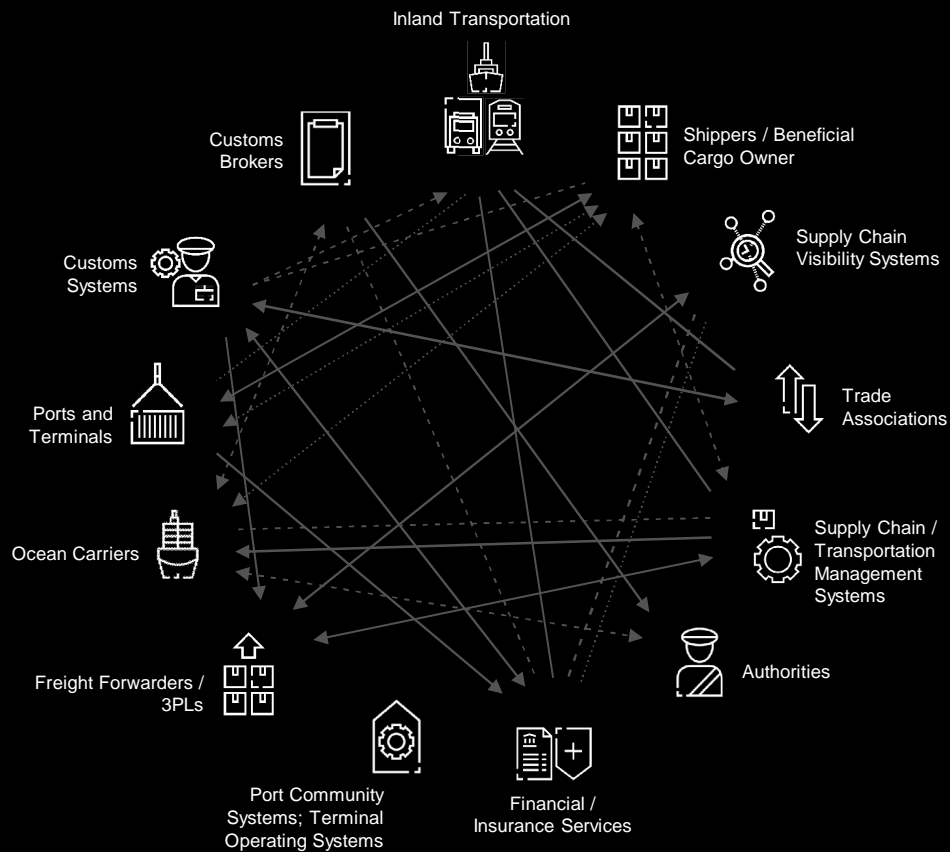 Inland Transportation
Customs
Brokers
Shippers / Beneficial
Cargo Owner
Customs
Systems
Supply Chain
Visibility Systems
Ports and
Terminals
Trade
Associations
Ocean Carriers
Supply Chain /
Transportation
Management
Systems
Freight Forwarders /
3PLs
Authorities
Port Community
Systems; Terminal
Operating Systems
Financial /
Insurance Services